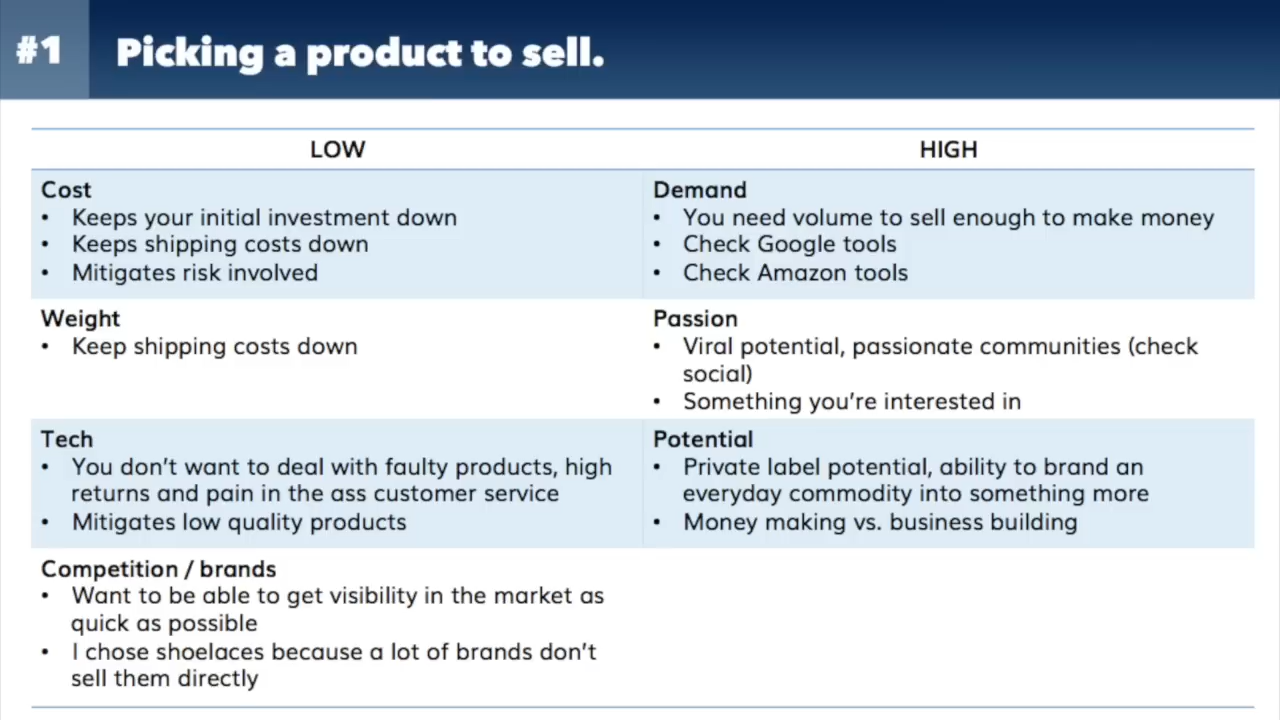 #1 Picking a product to sell.
LOW
HIGH
Cost
• Keeps your initial investment down
• Keeps shipping costs down
• Mitigates risk involved
Demand
• You need volume to sell enough to make money
• Check Google tools
• Check Amazon tools
Weight
• Keep shipping costs down
Passion
• Viral potential, passionate communities (check
social)
• Something you're interested in
Tech
• You don't want to deal with faulty products, high
returns and pain in the ass customer service
• Mitigates low quality products
Potential
• Private label potential, ability to brand an
everyday commodity into something more
• Money making vs. business building
Competition / brands
• Want to be able to get visibility in the market as
quick as possible
• I chose shoelaces because a lot of brands don't
sell them directly